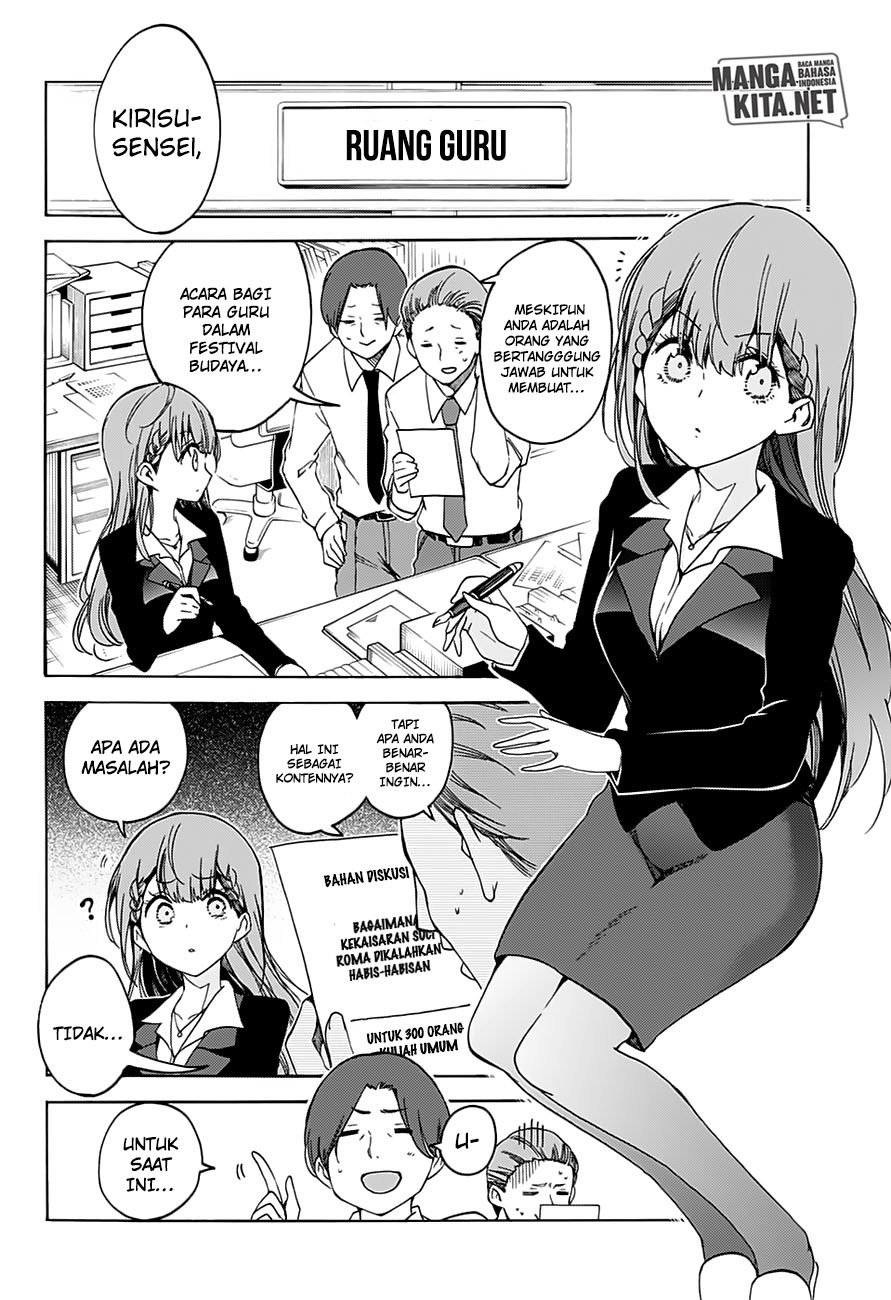 MANGA
KITA.NET
BACA MANGA
BAHASA
INDONESIA
KIRISU-
SENSEI,
RUANG GURU
MESKIPUN
ANDA ADALAH
ORANG YANG
BERTANGGGUNG
JAWAB UNTUK
MEMBUAT...
ACARA BAGI
PARA GURU
DALAM
FESTIVAL
BUDAYA...
TAPI
APA ANDA
BENAR-
BENAR
INGIN...
HAL INI
SEBAGAI
KONTENNYA?
APA ADA
MASALAH?
?
BAHAN DISKUSI
BAGAIMANA
KEKAISARAN SUCI
ROMA DIKALAHKAN
HABIS-HABISAN
UNTUK 300 ORANG
KULIAH UMUM
TIDAK...
U-
UNTUK
SAAT
INI...